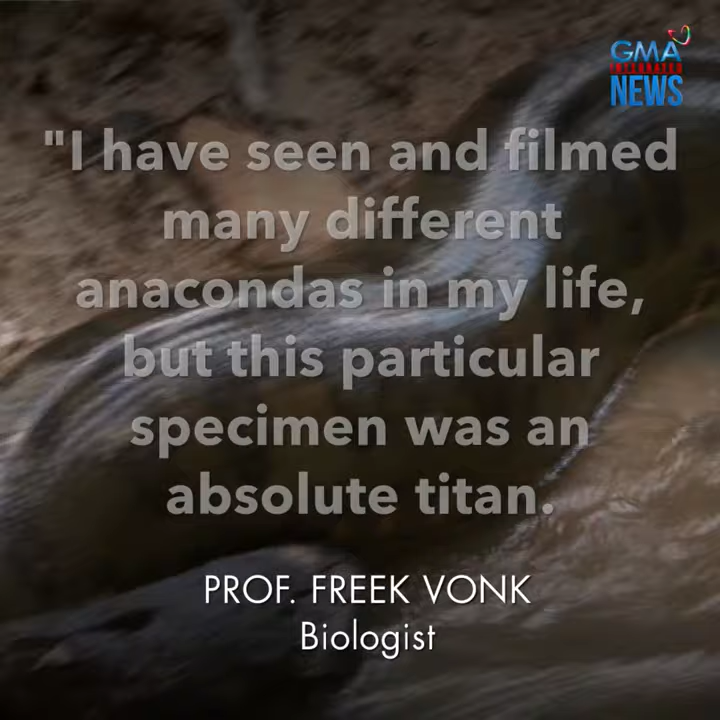 GMA
INTEGRATED
NEWS
"I have seen and filmed
many different
anacondas in my life,
but this particular
specimen was an
absolute titan.
PROF. FREEK VONK
Biologist